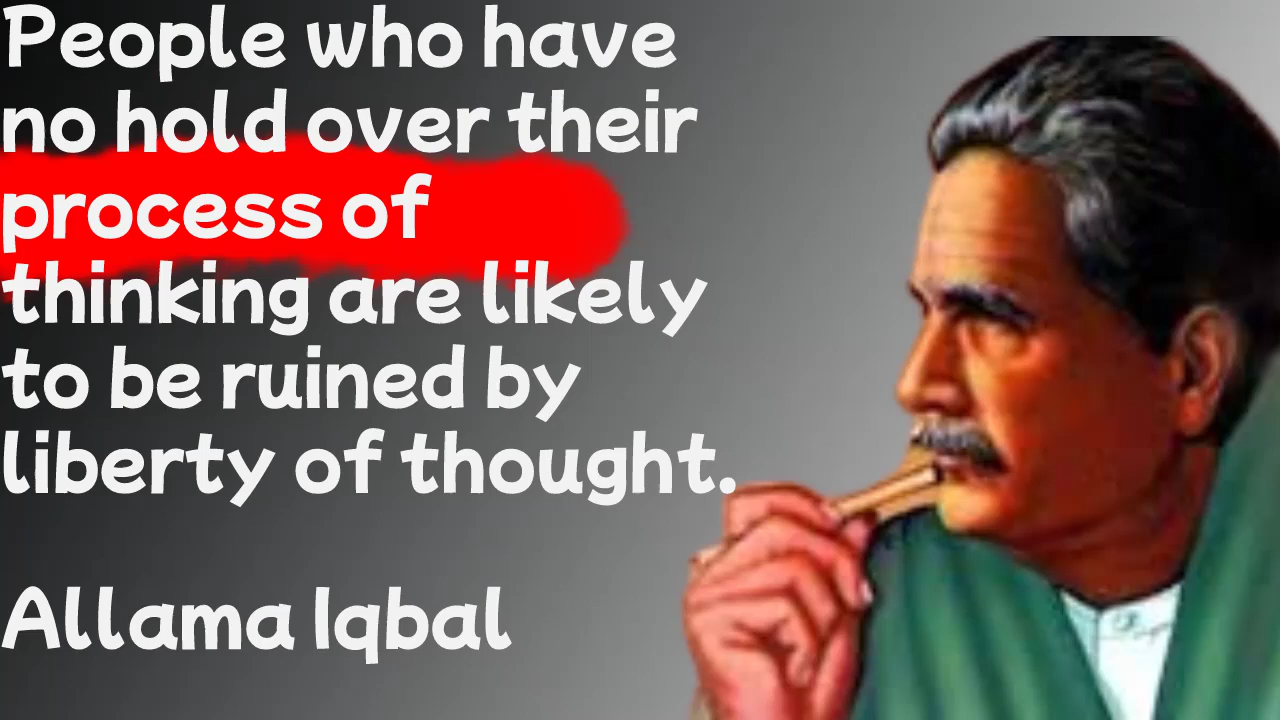 People who have
no hold over their
process of
thinking are likely
to be ruined by
liberty of thought.
Allama Iqbal